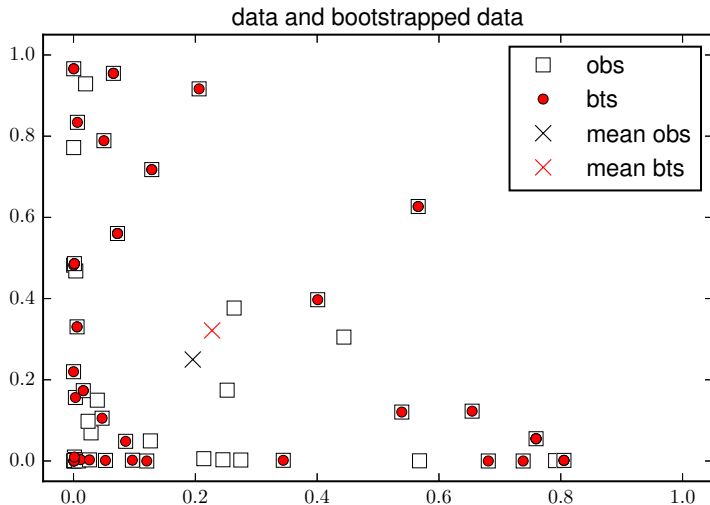 data and bootstrapped data
1.0
0.8
0.6
0.4
0.2
0.0
obs
bts
mean obs
mean bts
0.0 0.2 0.4 0.6 0.8 1.0